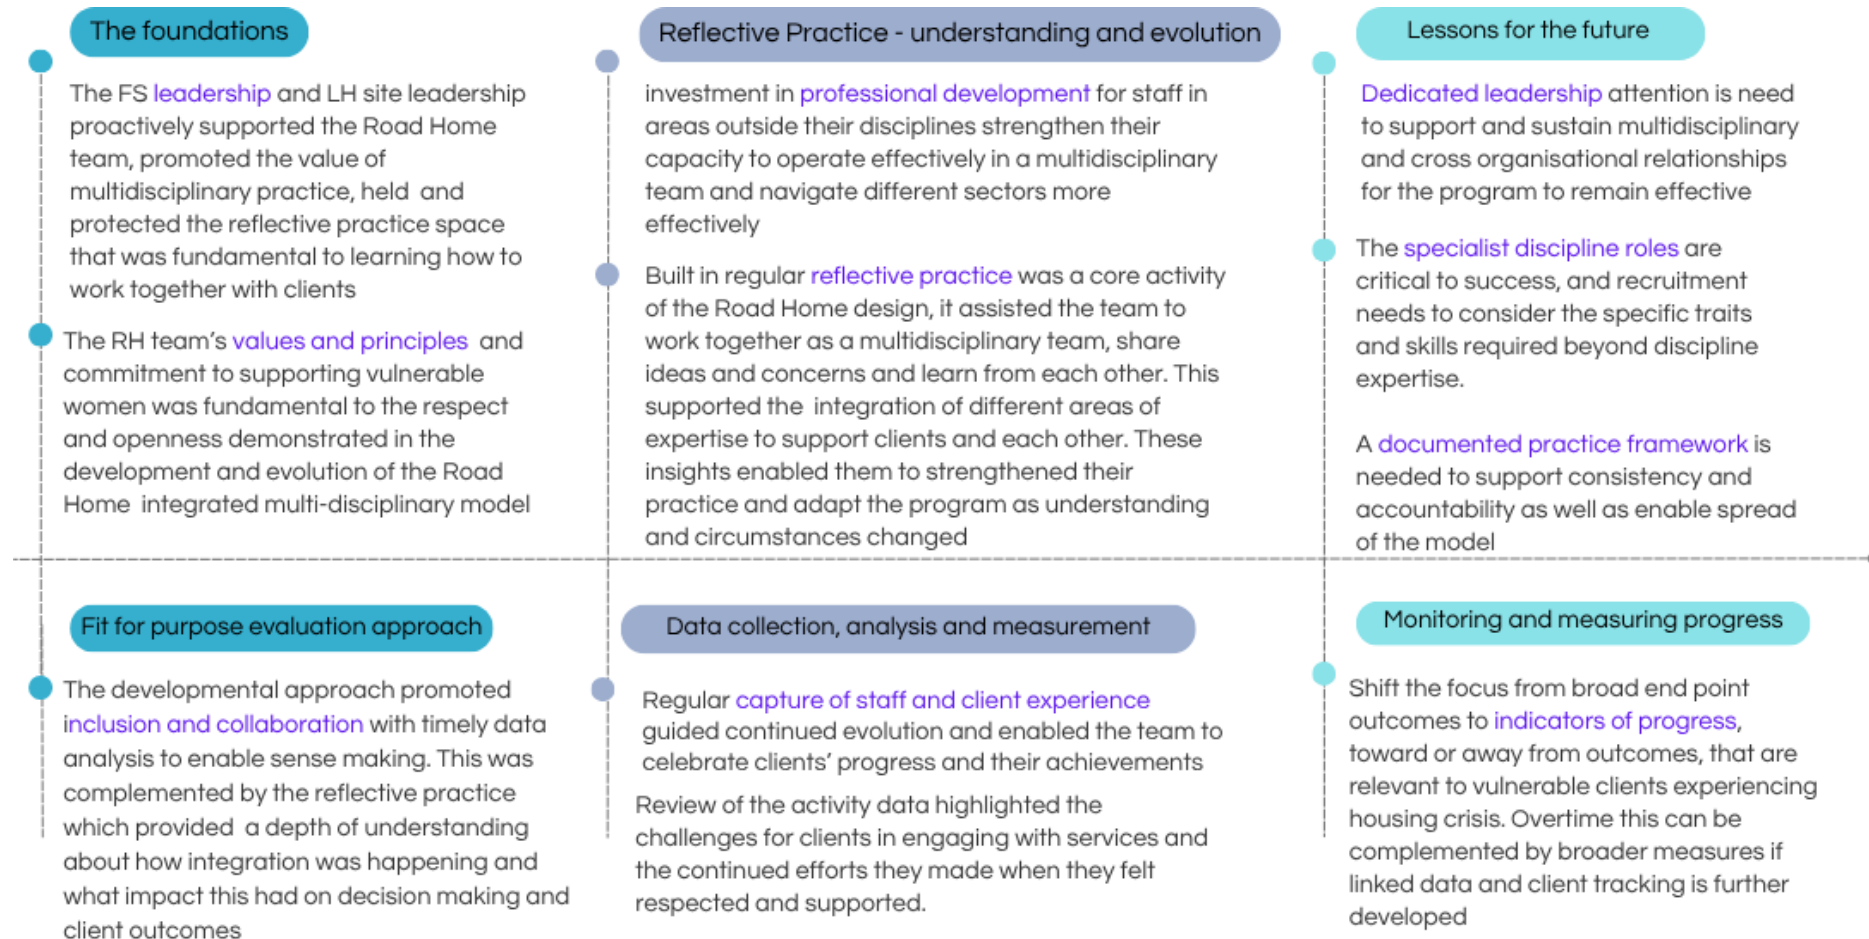 The foundations
The FS leadership and LH site leadership
proactively supported the Road Home
team, promoted the value of
multidisciplinary practice, held and
protected the reflective practice space
that was fundamental to learning how to
work together with clients
The RH team's values and principles and
commitment to supporting vulnerable
women was fundamental to the respect
and openness demonstrated in the
development and evolution of the Road
Home integrated multi-disciplinary model
Reflective Practice - understanding and evolution
investment in professional development for staff in
areas outside their disciplines strengthen their
capacity to operate effectively in a multidisciplinary
team and navigate different sectors more
effectively
Built in regular reflective practice was a core activity
of the Road Home design, it assisted the team to
work together as a multidisciplinary team, share
ideas and concerns and learn from each other. This
supported the integration of different areas of
expertise to support clients and each other. These
insights enabled them to strengthened their
practice and adapt the program as understanding
and circumstances changed
Lessons for the future
Dedicated leadership attention is need
to support and sustain multidisciplinary
and cross organisational relationships
for the program to remain effective
The specialist discipline roles are
critical to success, and recruitment
needs to consider the specific traits
and skills required beyond discipline
expertise.
A documented practice framework is
needed to support consistency and
accountability as well as enable spread
of the model
Fit for purpose evaluation approach
The developmental approach promoted
inclusion and collaboration with timely data
analysis to enable sense making. This was
complemented by the reflective practice
which provided a depth of understanding
about how integration was happening and
what impact this had on decision making and
client outcomes
Data collection, analysis and measurement
Regular capture of staff and client experience
guided continued evolution and enabled the team to
celebrate clients' progress and their achievements
Review of the activity data highlighted the
challenges for clients in engaging with services and
the continued efforts they made when they felt
respected and supported.
Monitoring and measuring progress
Shift the focus from broad end point
outcomes to indicators of progress,
toward or away from outcomes, that are
relevant to vulnerable clients experiencing
housing crisis. Overtime this can be
complemented by broader measures if
linked data and client tracking is further
developed